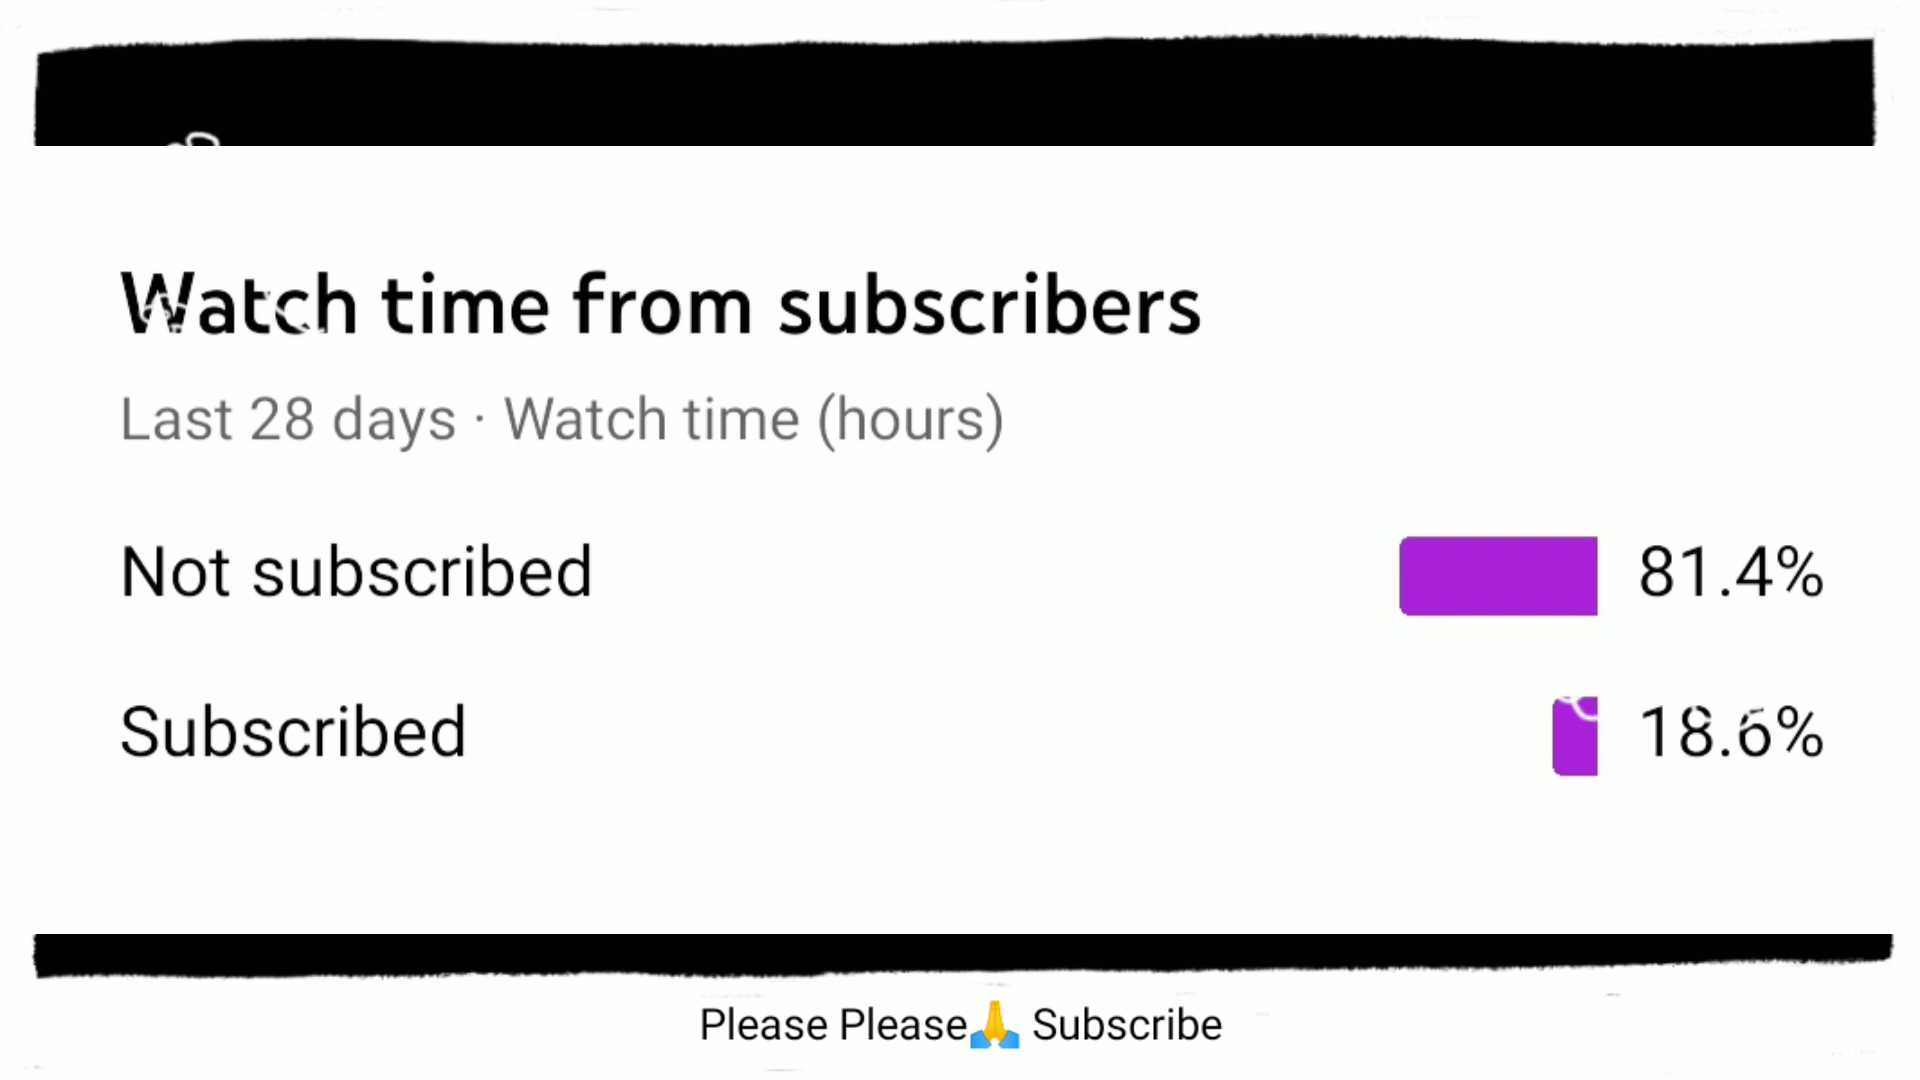 Watch time from subscribers
Last 28 days · Watch time (hours)
Not subscribed 81.4%
Subscribed 18.6%
Please Please🙏 Subscribe